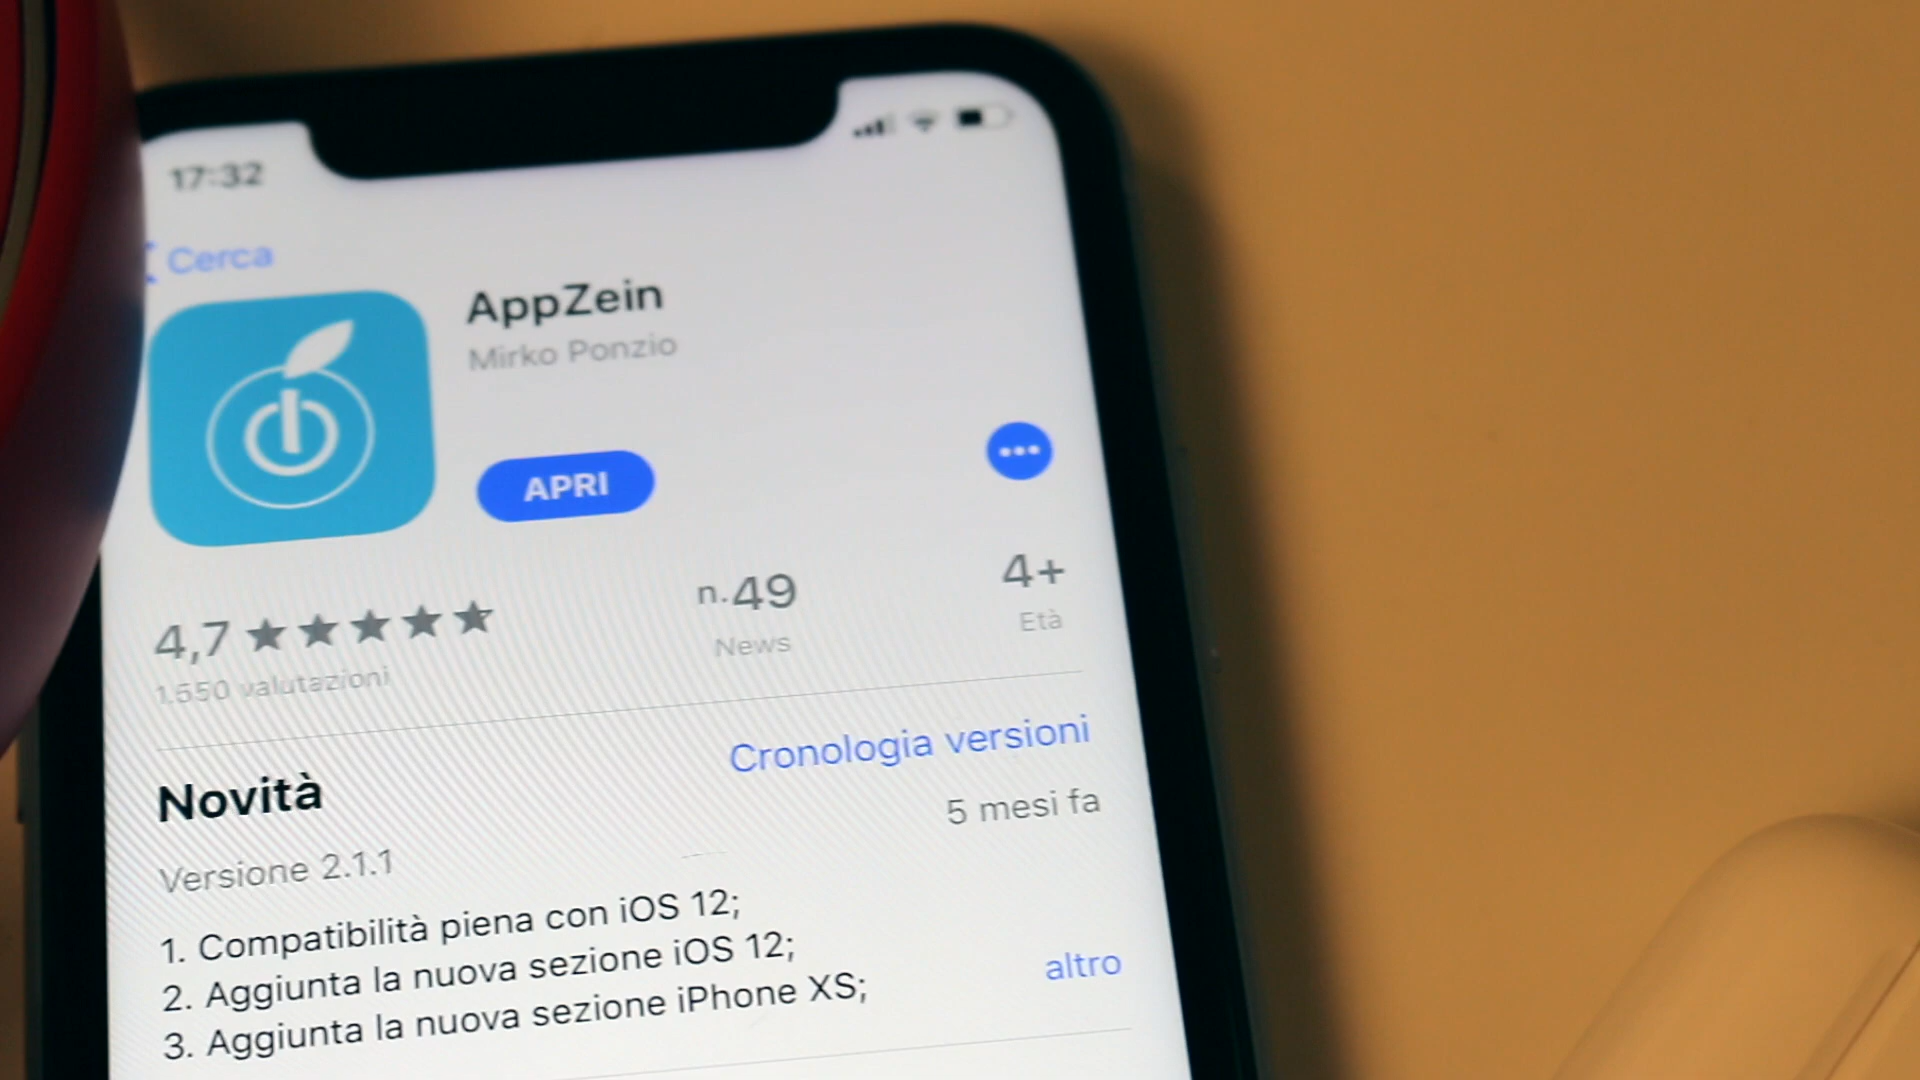 17:32
Cerca
AppZein
Mirko Ponzio
APRI
4,7
n.49
4+
1.550 valutazioni
News
Età
Novità
Cronologia versioni
Versione 2.1.1
5 mesi fa
1. Compatibilità piena con iOS 12;
2. Aggiunta la nuova sezione iOS 12;
3. Aggiunta la nuova sezione iPhone XS;
altro